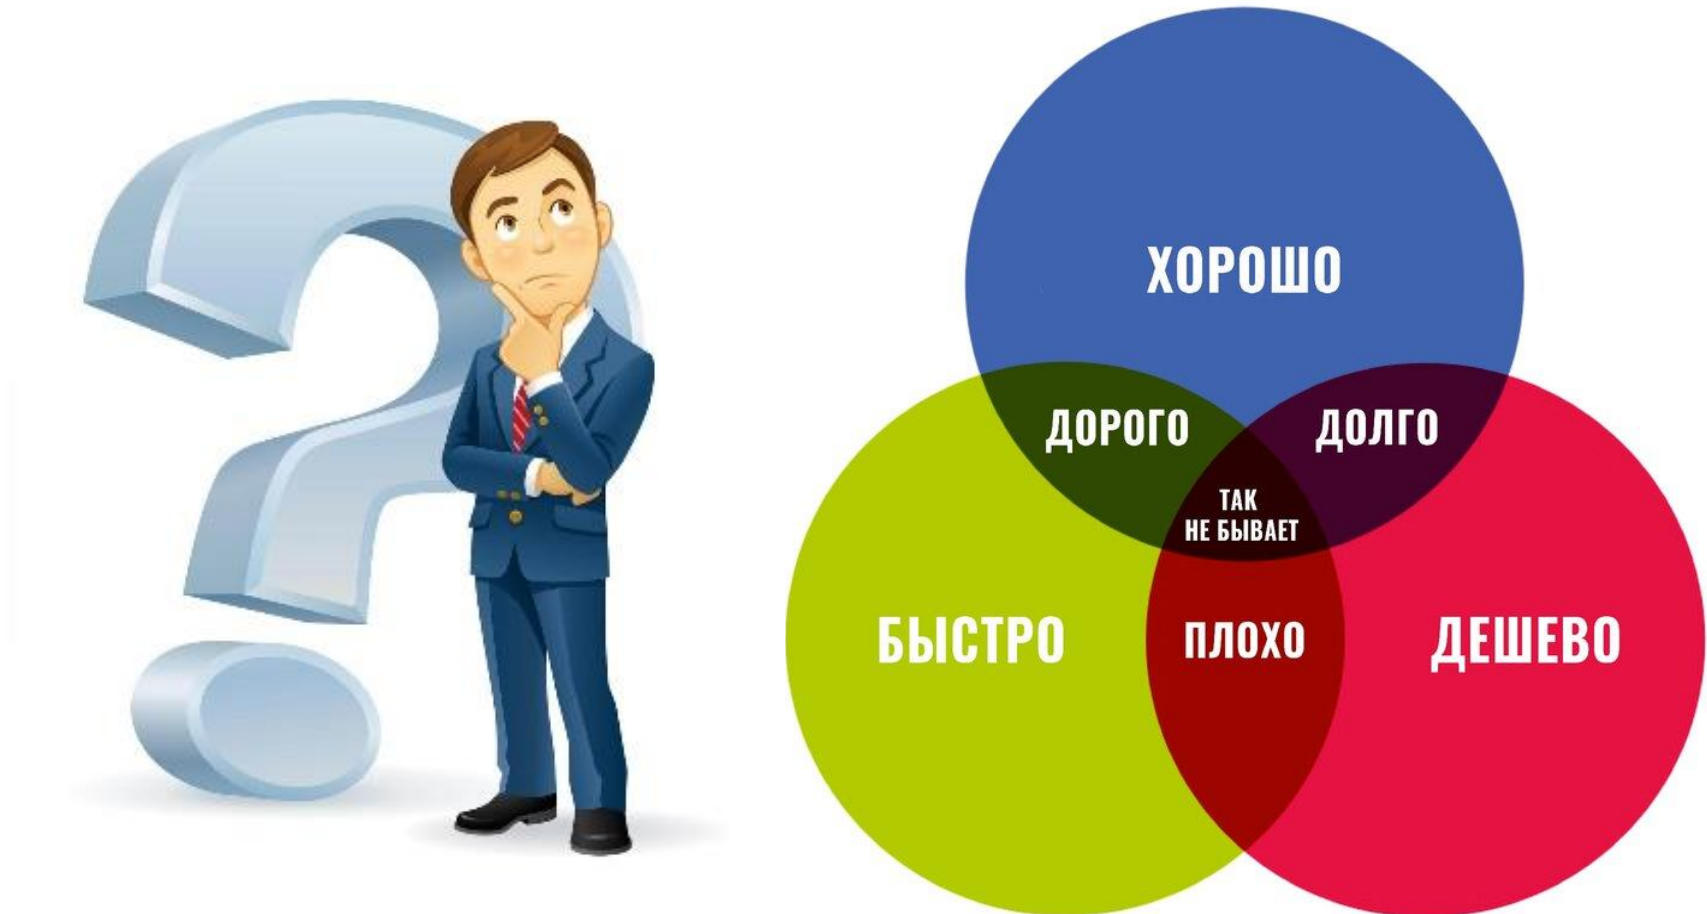 ХОРОШО
ДОРОГО
ДОЛГО
ТАК
НЕ БЫВАЕТ
БЫСТРО
ПЛОХО
ДЕШЕВО